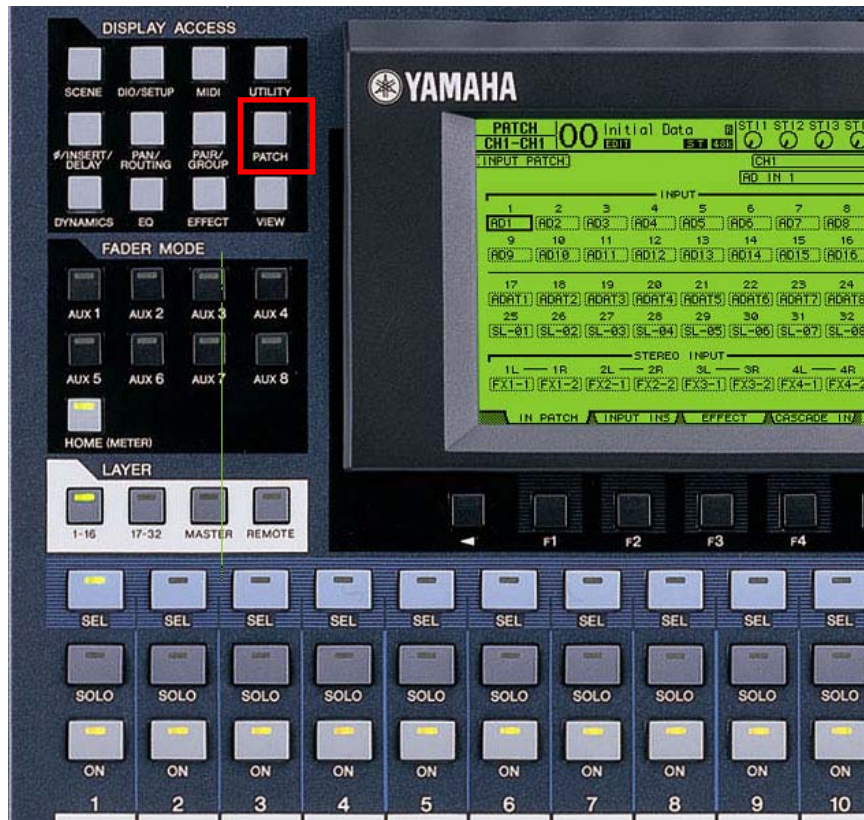 DISPLAY ACCESS
SCENE DIO/SETUP MIDI UTILITY
ø/INSERT/DELAY PAN/ROUTING PAIR/GROUP PATCH
DYNAMICS EQ EFFECT VIEW
FADER MODE
AUX 1 AUX 2 AUX 3 AUX 4
AUX 5 AUX 6 AUX 7 AUX 8
HOME (METER)
LAYER
1-16 17-32 MASTER REMOTE
YAMAHA
PATCH 00 Initial Data R ST11 ST12 ST13
CH1-CH1 EDIT ST 48k
INPUT PATCH CH1
AD IN 1
INPUT
1 2 3 4 5 6 7 8
AD1 AD2 AD3 AD4 AD5 AD6 AD7 AD8
9 10 11 12 13 14 15 16
AD9 AD10 AD11 AD12 AD13 AD14 AD15 AD16
17 18 19 20 21 22 23 24
ADAT1 ADAT2 ADAT3 ADAT4 ADAT5 ADAT6 ADAT7 ADAT8
25 26 27 28 29 30 31 32
SL-01 SL-02 SL-03 SL-04 SL-05 SL-06 SL-07 SL-08
STEREO INPUT
1L 1R 2L 2R 3L 3R 4L 4R
FX1-1 FX1-2 FX2-1 FX2-2 FX3-1 FX3-2 FX4-1 FX4-2
IN PATCH INPUT INS EFFECT CASCADE IN
◄ F1 F2 F3 F4
SEL SEL SEL SEL SEL SEL SEL SEL SEL SEL
SOLO SOLO SOLO SOLO SOLO SOLO SOLO SOLO SOLO SOLO
ON ON ON ON ON ON ON ON ON ON
1 2 3 4 5 6 7 8 9 10